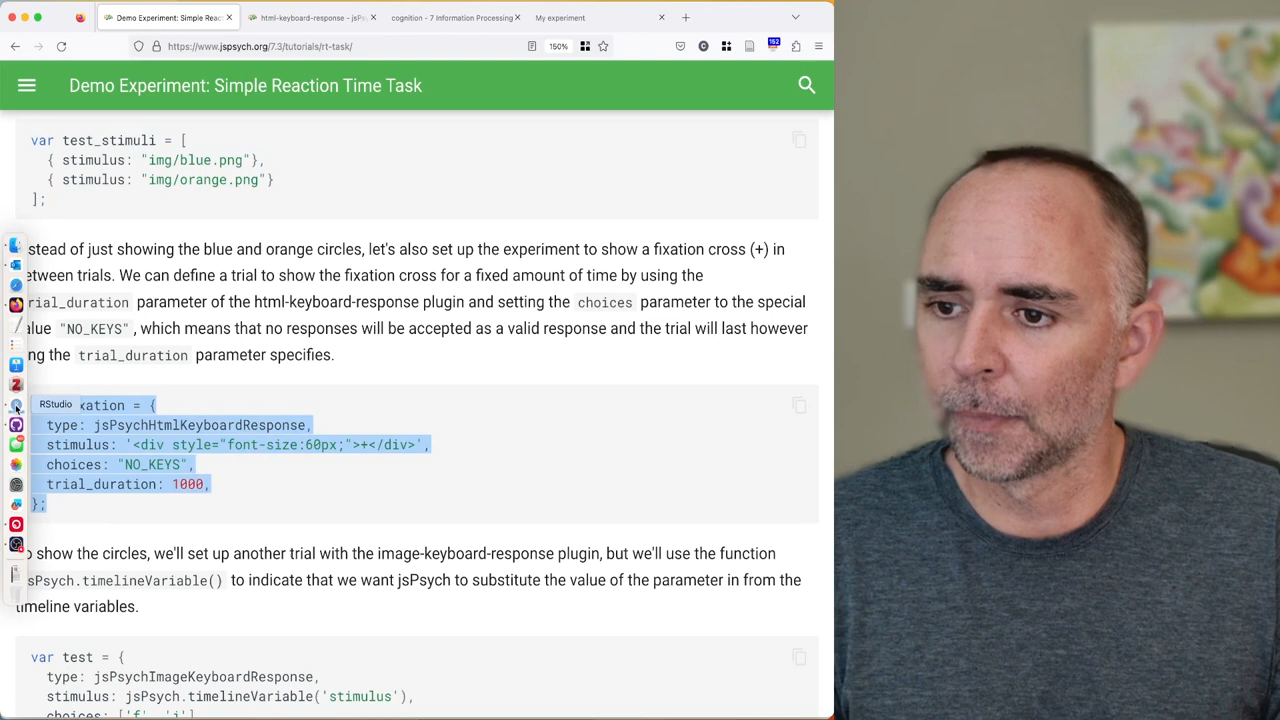 Demo Experiment: Simple Reac
html-keyboard-response - jsPs
cognition - 7 Information Processing
My experiment
https://www.jspsych.org/7.3/tutorials/rt-task/
150%
152
Demo Experiment: Simple Reaction Time Task
var test_stimuli = [
{ stimulus: "img/blue.png"},
{ stimulus: "img/orange.png"}
];
stead of just showing the blue and orange circles, let's also set up the experiment to show a fixation cross (+) in
etween trials. We can define a trial to show the fixation cross for a fixed amount of time by using the
rial_duration parameter of the html-keyboard-response plugin and setting the choices parameter to the special
alue "NO_KEYS", which means that no responses will be accepted as a valid response and the trial will last however
ng the trial_duration parameter specifies.
RStudio
xation = {
type: jsPsychHtmlKeyboardResponse,
stimulus: '<div style="font-size:60px;">+</div>',
choices: "NO_KEYS",
trial_duration: 1000,
};
o show the circles, we'll set up another trial with the image-keyboard-response plugin, but we'll use the function
sPsych.timelineVariable() to indicate that we want jsPsych to substitute the value of the parameter in from the
timeline variables.
var test = {
type: jsPsychImageKeyboardResponse,
stimulus: jsPsych.timelineVariable('stimulus'),
choices: ['f', 'j']